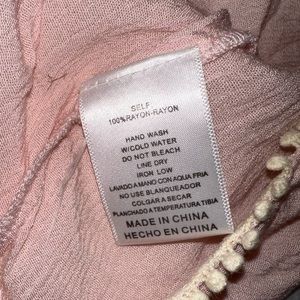 SELF
100%RAYON-RAYON
HAND WASH
W/COLD WATER
DO NOT BLEACH
LINE DRY
IRON LOW
LAVADO A MANO CON AQUA FRIA
NO USE BLANQUEADOR
COLGAR A SECAR
PLANCHADO A TEMPERATURA TIBIA
MADE IN CHINA
HECHO EN CHINA